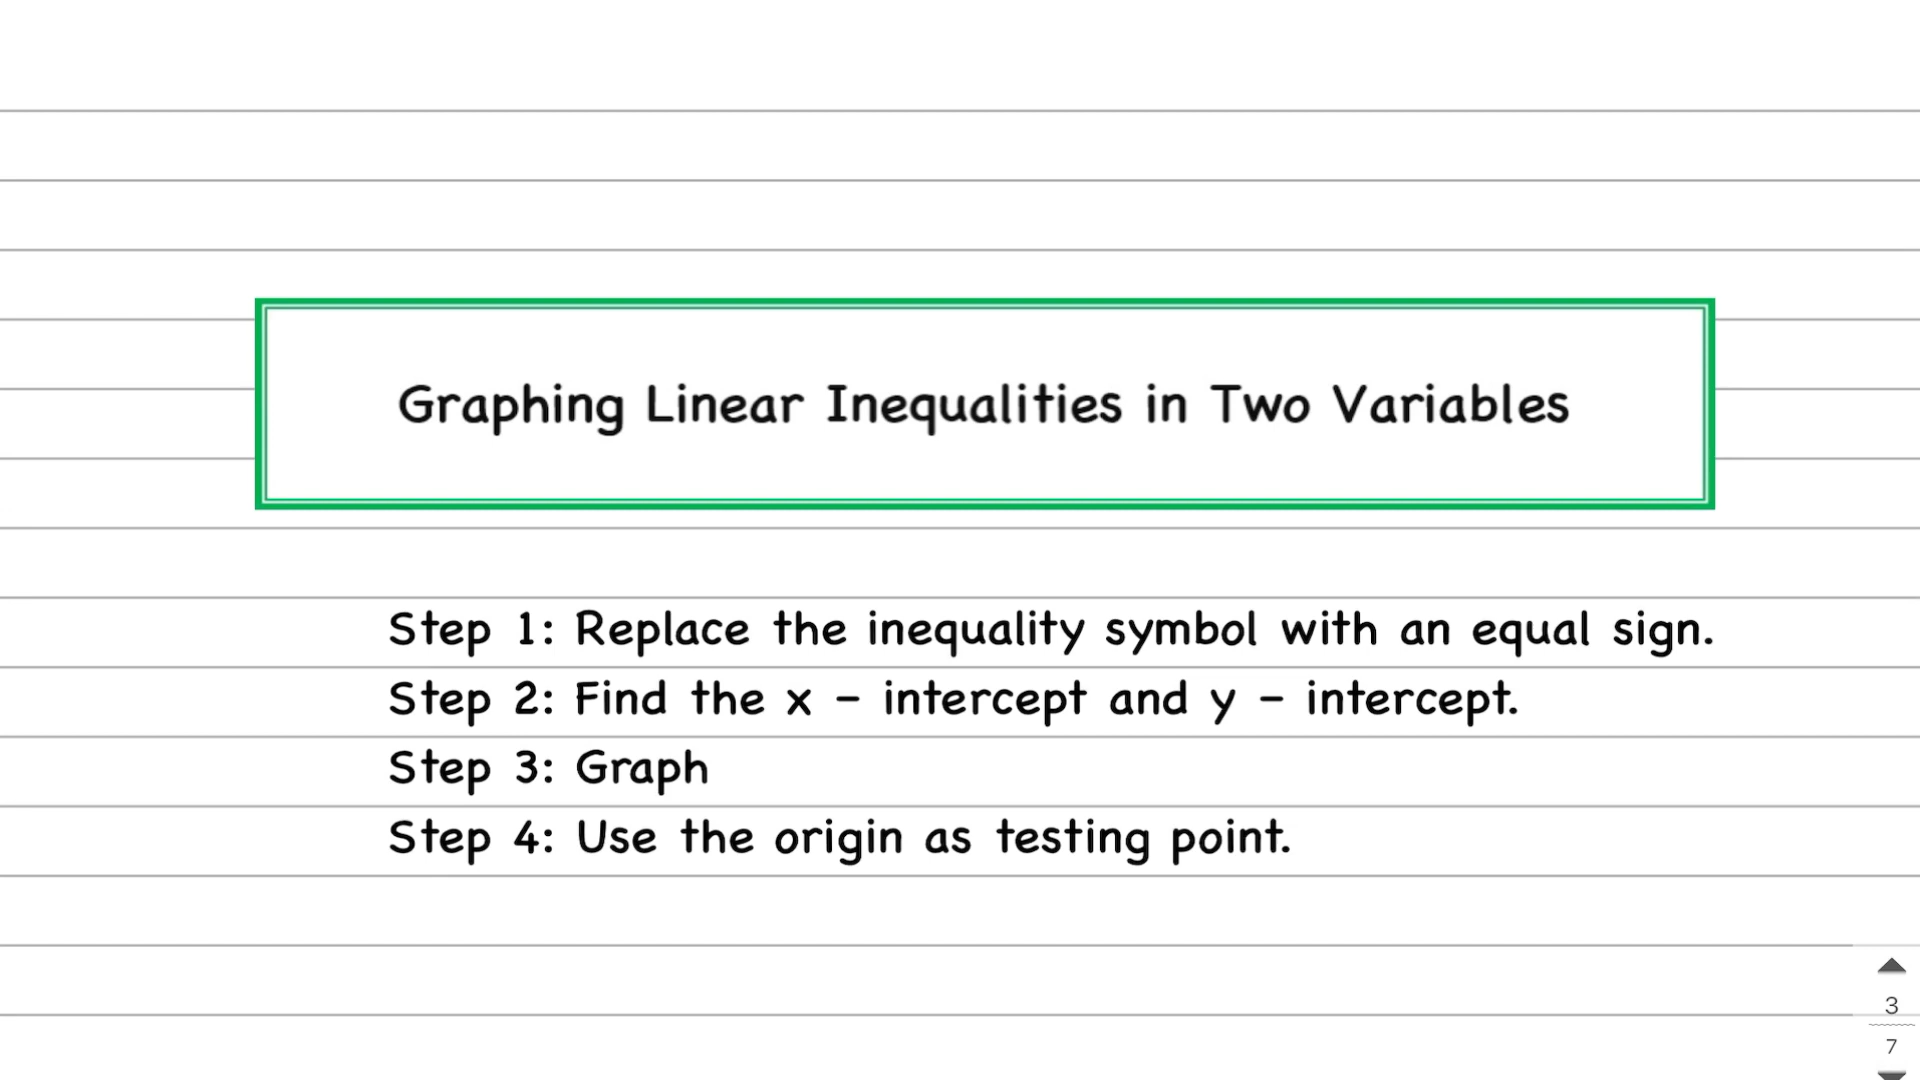 Graphing Linear Inequalities in Two Variables
Step 1: Replace the inequality symbol with an equal sign.
Step 2: Find the x – intercept and y – intercept.
Step 3: Graph
Step 4: Use the origin as testing point.
3
7